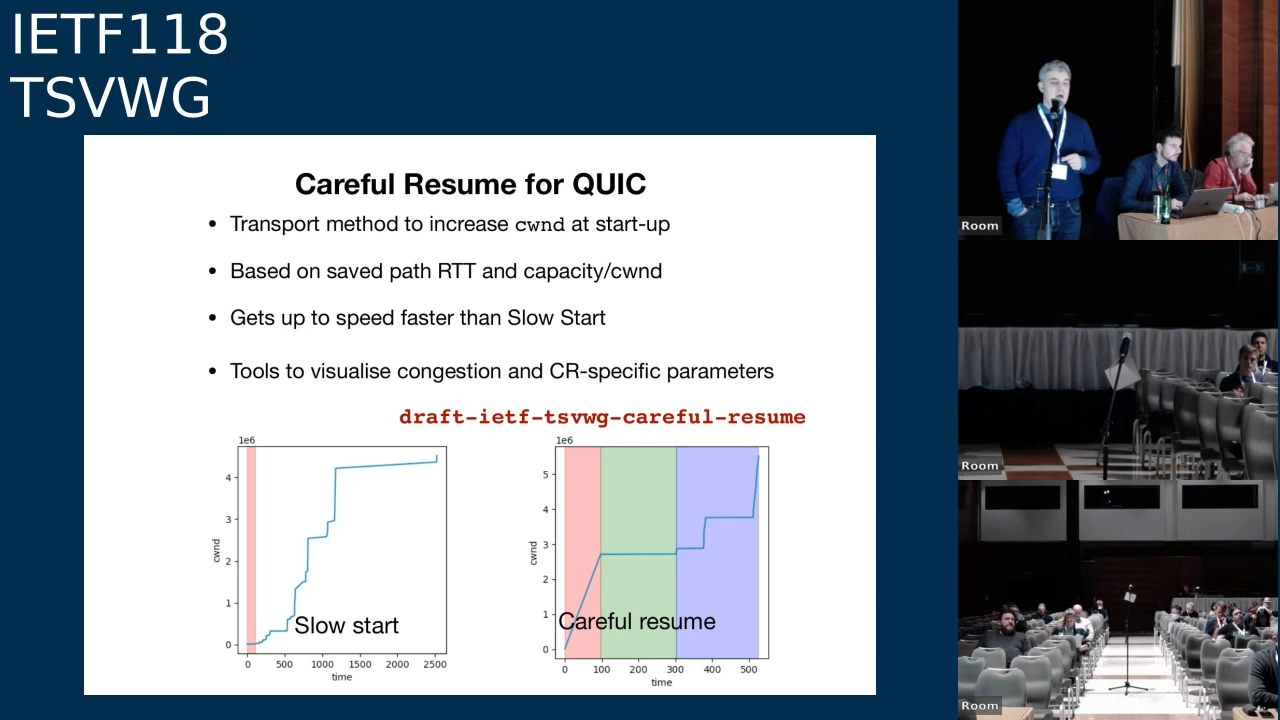 IETF118
TSVWG
Careful Resume for QUIC
• Transport method to increase cwnd at start-up
• Based on saved path RTT and capacity/cwnd
• Gets up to speed faster than Slow Start
• Tools to visualise congestion and CR-specific parameters
draft-ietf-tsvwg-careful-resume
1e6
4
3
2
1
0
cwnd
Slow start
0 500 1000 1500 2000 2500
time
1e6
5
4
3
2
1
0
cwnd
Careful resume
0 100 200 300 400 500
time
Room
Room
Room